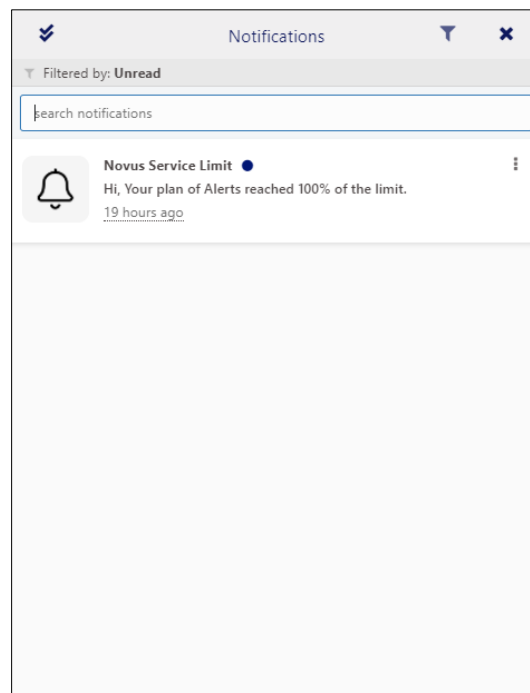 Notifications
Filtered by: Unread
search notifications
Novus Service Limit
Hi, Your plan of Alerts reached 100% of the limit.
19 hours ago